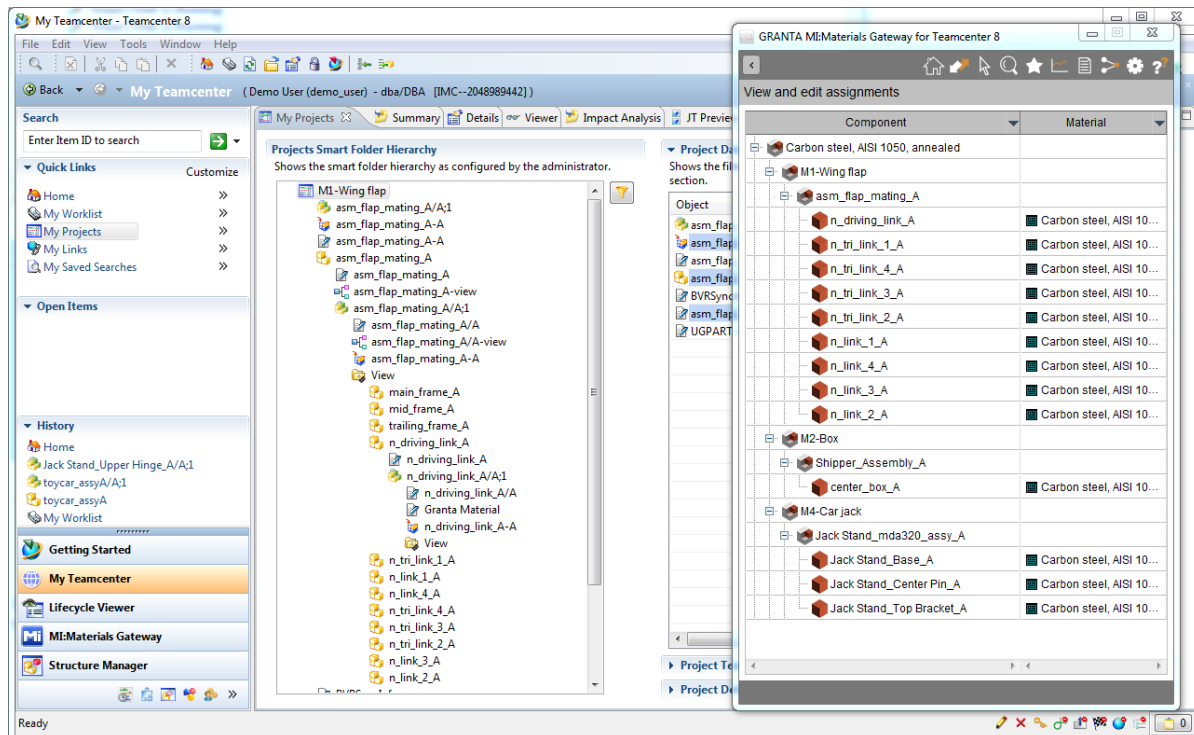 My Teamcenter - Teamcenter 8
File Edit View Tools Window Help
Back
My Teamcenter ( Demo User (demo_user) - dba/DBA [IMC--2048989442] )
Search
Enter Item ID to search
Quick Links
Customize
Home »
My Worklist »
My Projects »
My Links »
My Saved Searches »
Open Items
History
Home
Jack Stand_Upper Hinge_A/A;1
toycar_assyA/A;1
toycar_assyA
My Worklist
Getting Started
My Teamcenter
Lifecycle Viewer
Mi MI:Materials Gateway
Structure Manager
»
Ready
My Projects Summary Details Viewer Impact Analysis JT Preview
Projects Smart Folder Hierarchy
Shows the smart folder hierarchy as configured by the administrator.
M1-Wing flap
asm_flap_mating_A/A;1
asm_flap_mating_A-A
asm_flap_mating_A-A
asm_flap_mating_A
asm_flap_mating_A
asm_flap_mating_A-view
asm_flap_mating_A/A;1
asm_flap_mating_A/A
asm_flap_mating_A/A-view
asm_flap_mating_A-A
View
main_frame_A
mid_frame_A
trailing_frame_A
n_driving_link_A
n_driving_link_A
n_driving_link_A/A;1
n_driving_link_A/A
Granta Material
n_driving_link_A-A
View
n_tri_link_1_A
n_link_1_A
n_link_4_A
n_tri_link_4_A
n_tri_link_3_A
n_tri_link_2_A
n_link_3_A
n_link_2_A
Project Da
Shows the fil
section.
Object
asm_flap
asm_flap
asm_flap
asm_flap
BVRSync
asm_flap
UGPART
Project Te
Project De
GRANTA MI:Materials Gateway for Teamcenter 8
View and edit assignments
Component Material
Carbon steel, AISI 1050, annealed
M1-Wing flap
asm_flap_mating_A
n_driving_link_A Carbon steel, AISI 10...
n_tri_link_1_A Carbon steel, AISI 10...
n_tri_link_4_A Carbon steel, AISI 10...
n_tri_link_3_A Carbon steel, AISI 10...
n_tri_link_2_A Carbon steel, AISI 10...
n_link_1_A Carbon steel, AISI 10...
n_link_4_A Carbon steel, AISI 10...
n_link_3_A Carbon steel, AISI 10...
n_link_2_A Carbon steel, AISI 10...
M2-Box
Shipper_Assembly_A
center_box_A Carbon steel, AISI 10...
M4-Car jack
Jack Stand_mda320_assy_A
Jack Stand_Base_A Carbon steel, AISI 10...
Jack Stand_Center Pin_A Carbon steel, AISI 10...
Jack Stand_Top Bracket_A Carbon steel, AISI 10...
0